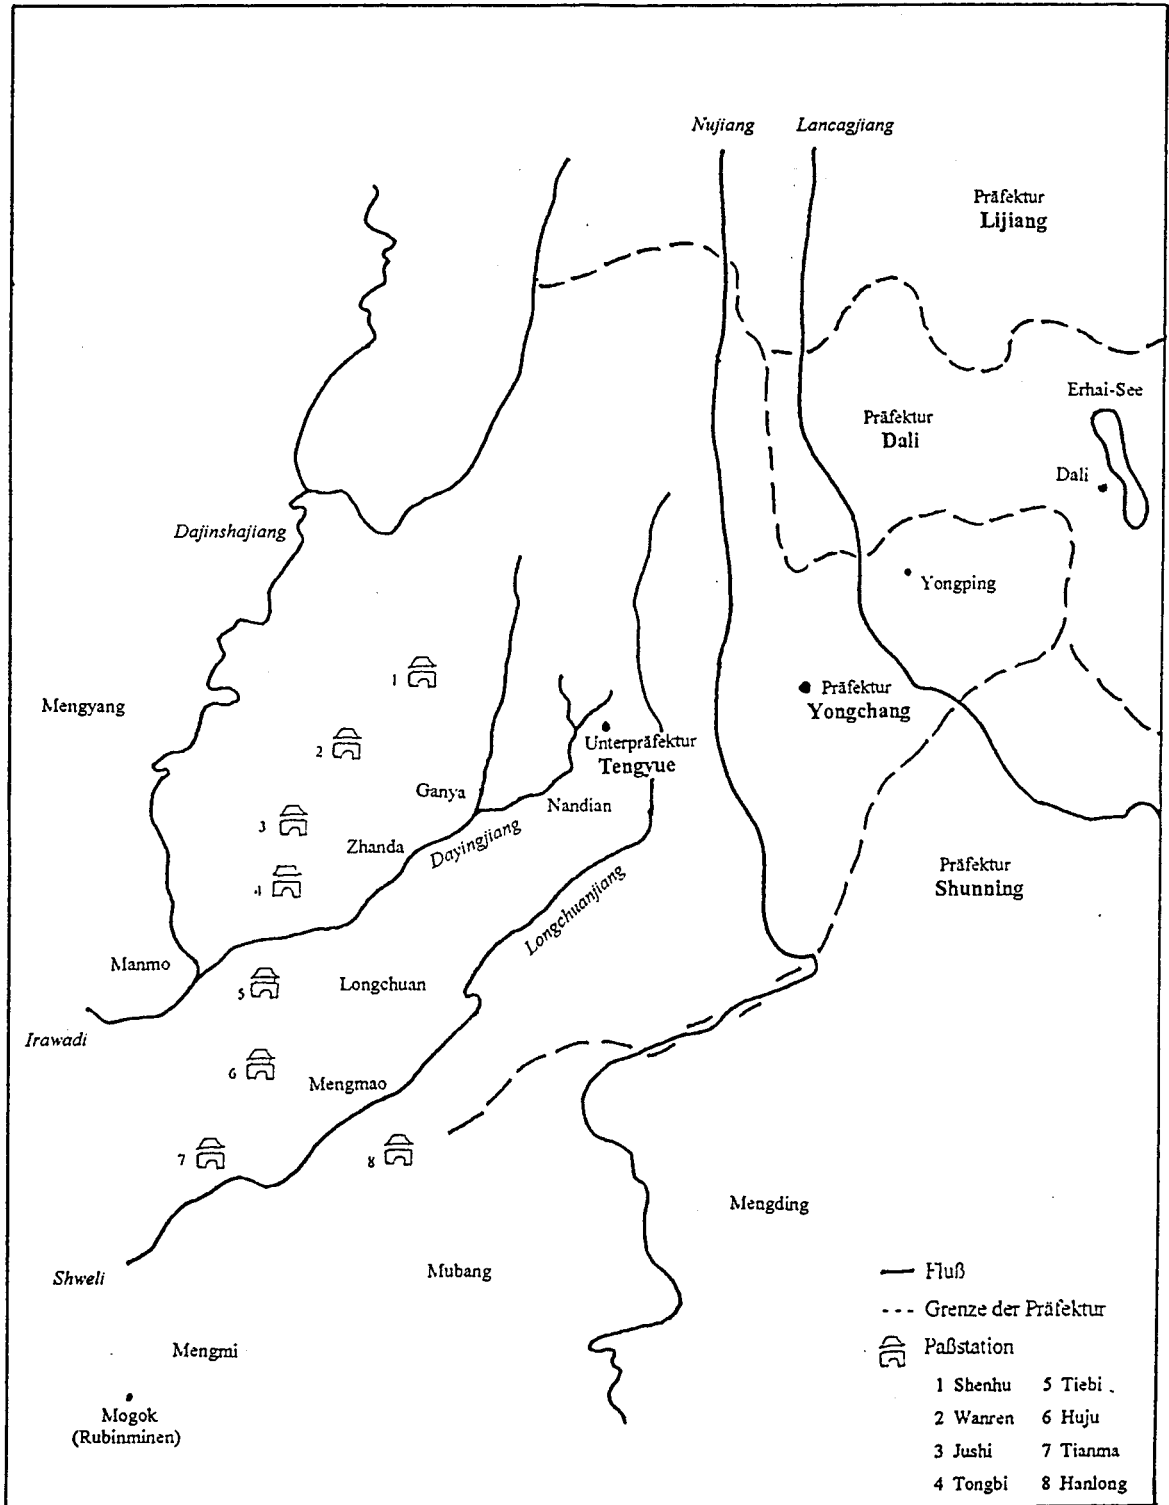 Nujiang
Lancagjiang
Präfektur
Lijiang
Erhai-See
Präfektur
Dali
Dali
Dajinshajiang
Yongping
1
Mengyang
Präfektur
Yongchang
2
Unterpräfektur
Tengyue
Ganya
Nandian
3
Zhanda
Dayingjiang
4
Präfektur
Shunning
Longchuanjiang
Manmo
5
Longchuan
Irawadi
6
Mengmao
7
8
Mengding
Shweli
Mubang
Fluß
Grenze der Präfektur
Mengmi
Paßstation
1 Shenhu 5 Tiebi
Mogok
(Rubinminen)
2 Wanren 6 Huju
3 Jushi 7 Tianma
4 Tongbi 8 Hanlong